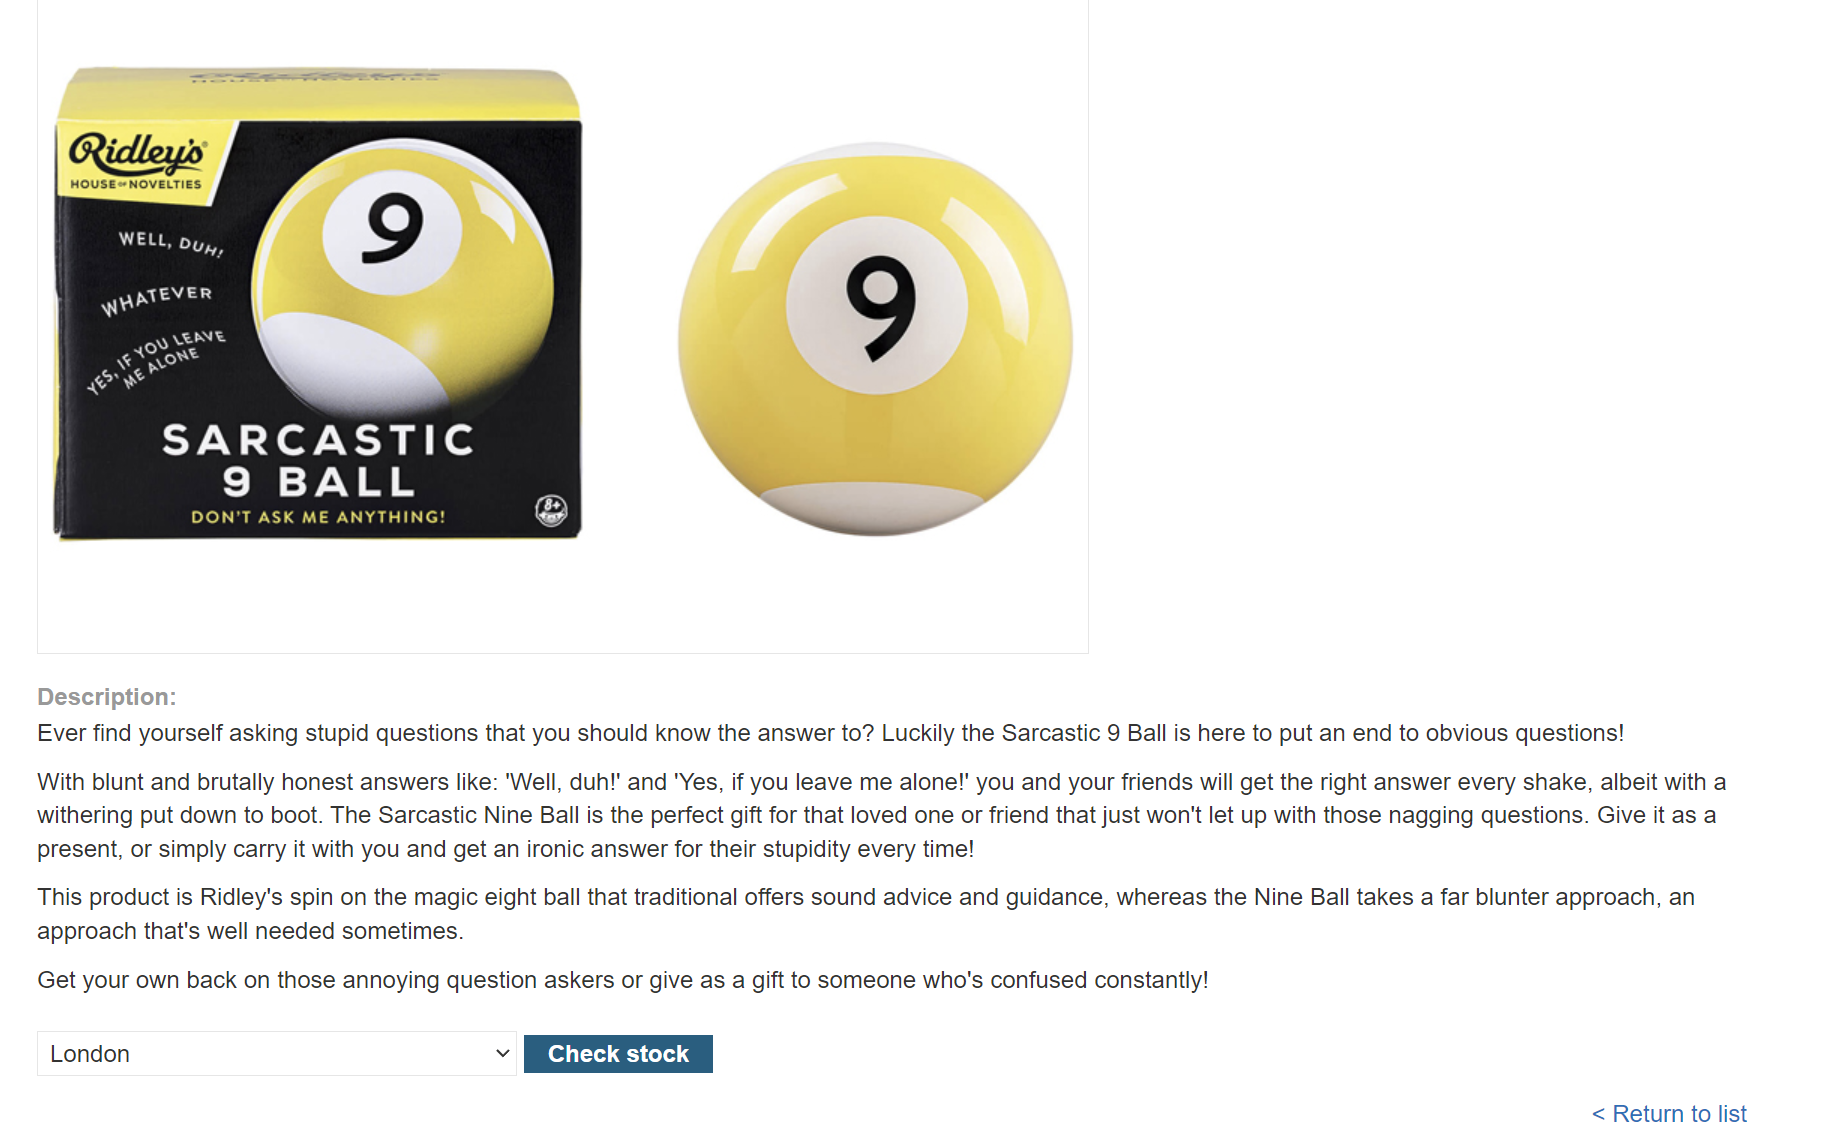 Ridley's
HOUSE OF NOVELTIES
Ridley's®
HOUSE OF NOVELTIES
9
WELL, DUH!
WHATEVER
YES, IF YOU LEAVE
ME ALONE
SARCASTIC
9 BALL
DON'T ASK ME ANYTHING!
8+
9
Description:
Ever find yourself asking stupid questions that you should know the answer to? Luckily the Sarcastic 9 Ball is here to put an end to obvious questions!
With blunt and brutally honest answers like: 'Well, duh!' and 'Yes, if you leave me alone!' you and your friends will get the right answer every shake, albeit with a
withering put down to boot. The Sarcastic Nine Ball is the perfect gift for that loved one or friend that just won't let up with those nagging questions. Give it as a
present, or simply carry it with you and get an ironic answer for their stupidity every time!
This product is Ridley's spin on the magic eight ball that traditional offers sound advice and guidance, whereas the Nine Ball takes a far blunter approach, an
approach that's well needed sometimes.
Get your own back on those annoying question askers or give as a gift to someone who's confused constantly!
London
Check stock
< Return to list